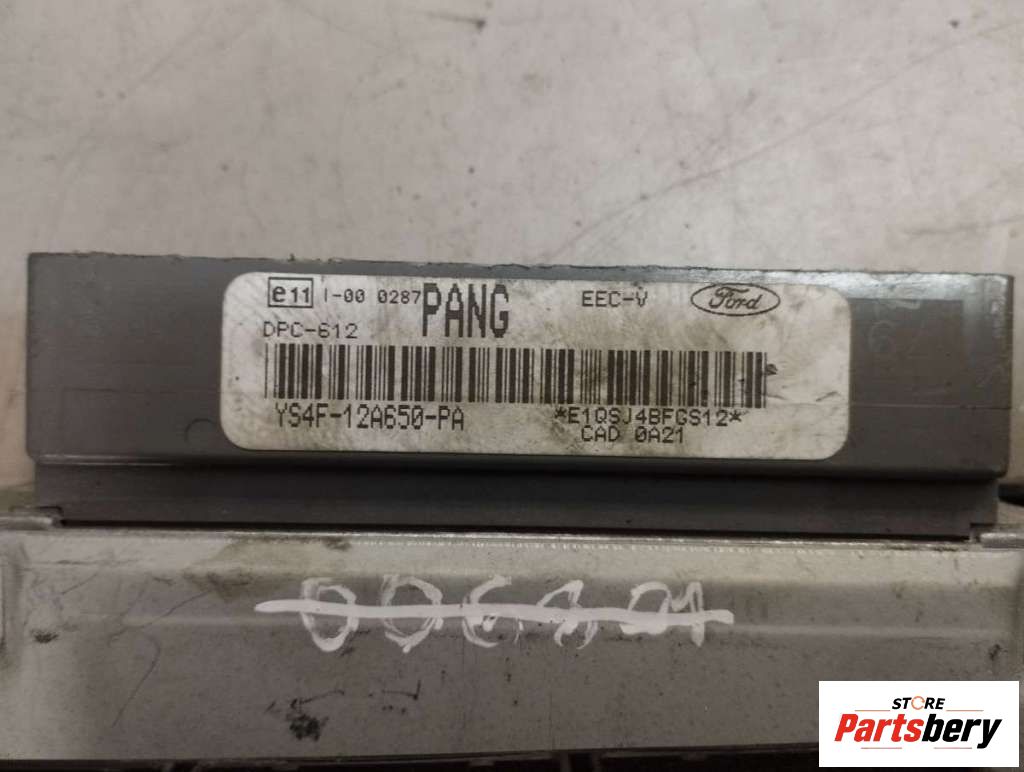 e11 I-00 0287 PANG EEC-V Ford
DPC-612
YS4F-12A650-PA *E1QSJ4BFGS12*
CAD 0A21
STORE
Partsbery